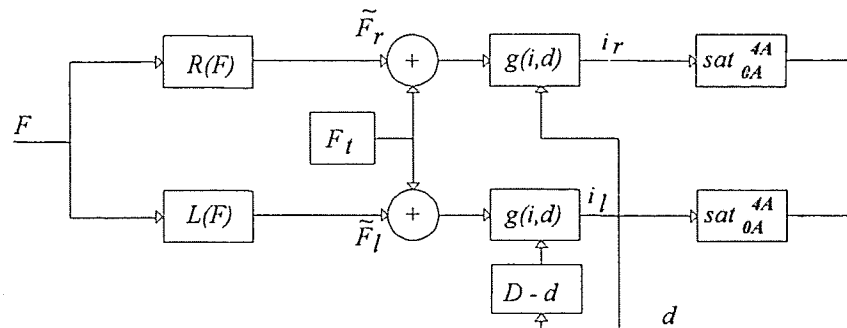 F̃r
R(F)
+
g(i,d)
ir
sat 4A 0A
F
Ft
L(F)
F̃l
+
g(i,d)
il
sat 4A 0A
D - d
d